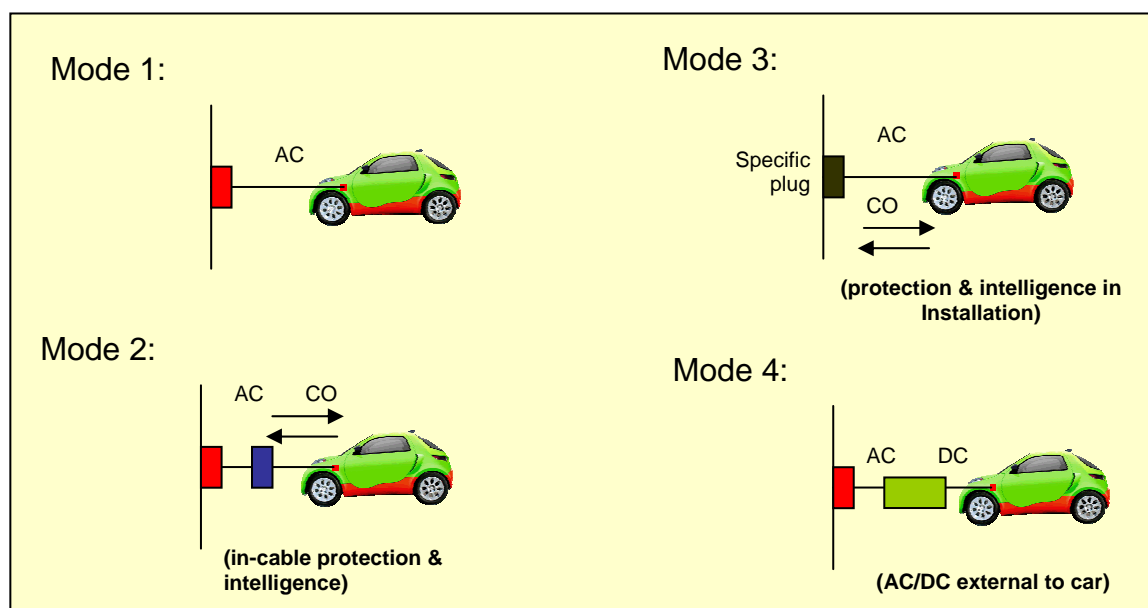 Mode 1:
AC
Mode 2:
AC CO
(in-cable protection &
intelligence)
Mode 3:
AC
Specific
plug
CO
(protection & intelligence in
Installation)
Mode 4:
AC DC
(AC/DC external to car)